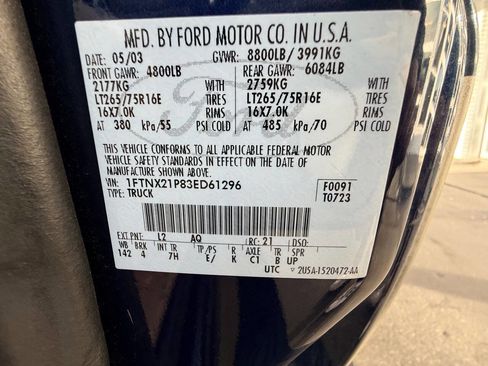 MFD. BY FORD MOTOR CO. IN U.S.A.
DATE: 05/03 GVWR: 8800LB/ 3991KG
FRONT GAWR: 4800LB REAR GAWR: 6084LB
2177KG WITH 2759KG WITH
LT265/75R16E TIRES LT265/75R16E TIRES
16X7.0K RIMS 16X7.0K RIMS
AT 380 kPa/55 PSI COLD AT 485 kPa/70 PSI COLD
Ford
THIS VEHICLE CONFORMS TO ALL APPLICABLE FEDERAL MOTOR
VEHICLE SAFETY STANDARDS IN EFFECT ON THE DATE OF
MANUFACTURE SHOWN ABOVE.
VIN: 1FTNX21P83ED61296 F0091
TYPE: TRUCK T0723
EXT PNT: L2 AQ RC: 21 DSO:
WB BRK INT TR TP/PS R AXLE TR SPR
142 4 7H E/ K C1 B UP
UTC 2U5A-1520472-AA